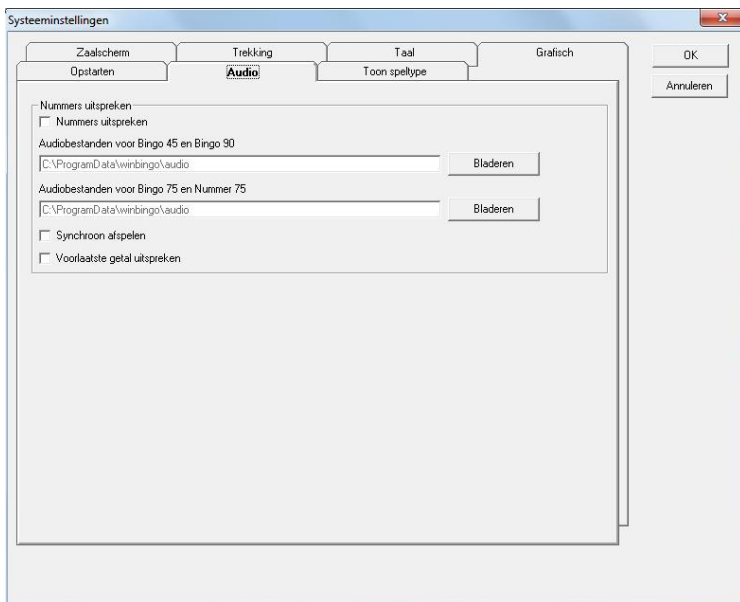 Systeeminstellingen
Zaalscherm Trekking Taal Grafisch
Opstarten Audio Toon speltype
OK
Annuleren
Nummers uitspreken
Nummers uitspreken
Audiobestanden voor Bingo 45 en Bingo 90
C:\ProgramData\winbingo\audio Bladeren
Audiobestanden voor Bingo 75 en Nummer 75
C:\ProgramData\winbingo\audio Bladeren
Synchroon afspelen
Voorlaatste getal uitspreken